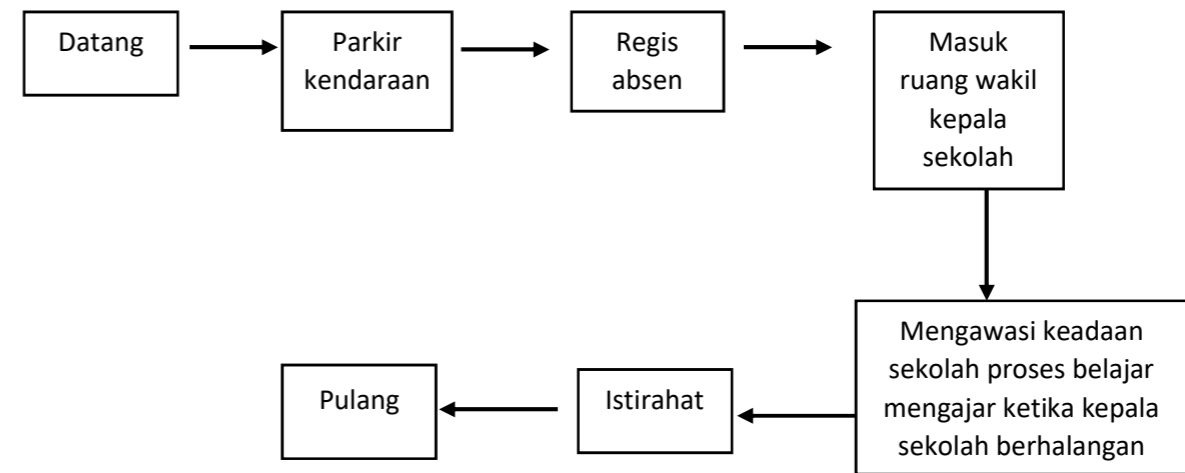 Datang
Parkir
kendaraan
Regis
absen
Masuk
ruang wakil
kepala
sekolah
Mengawasi keadaan
sekolah proses belajar
mengajar ketika kepala
sekolah berhalangan
Istirahat
Pulang